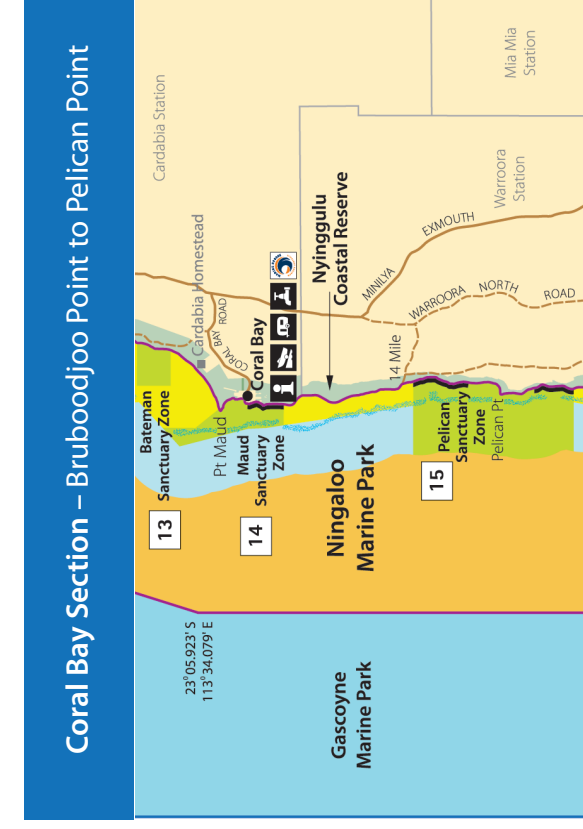 Coral Bay Section – Bruboodjoo Point to Pelican Point
Cardabia Station
Mia Mia
Station
Warroora
Station
Cardabia Homestead
CORAL BAY
ROAD
Coral Bay
Nyinggulu
Coastal Reserve
MINILYA
EXMOUTH
WARROORA
NORTH
ROAD
14 Mile
Bateman
Sanctuary Zone
13
Pt Maud
Maud
Sanctuary
Zone
14
Pelican
Sanctuary
Zone
Pelican Pt
15
Ningaloo
Marine Park
23°05.923' S
113°34.079' E
Gascoyne
Marine Park